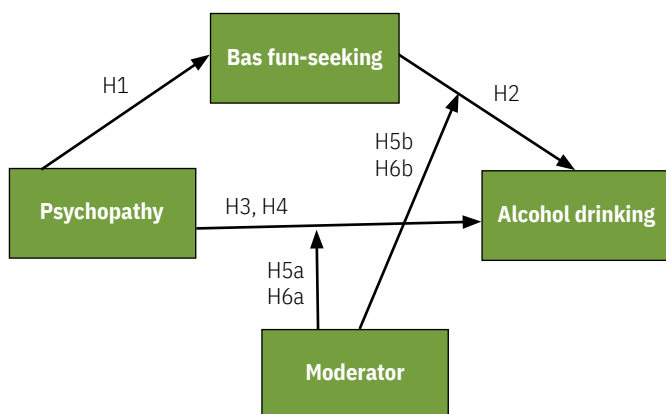 Bas fun-seeking
H1
H2
H5b
H6b
Psychopathy
H3, H4
Alcohol drinking
H5a
H6a
Moderator